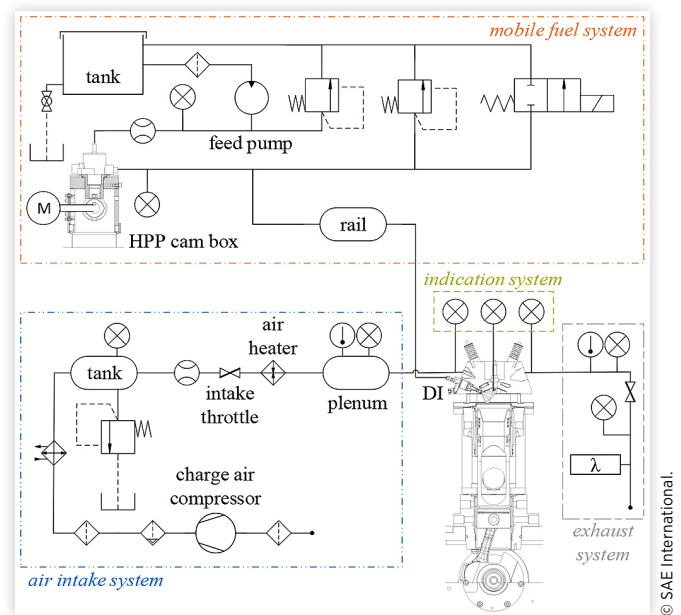 mobile fuel system
tank
feed pump
M
HPP cam box
rail
indication system
air
heater
tank
intake
throttle
plenum
DI
charge air
compressor
λ
exhaust
system
air intake system
© SAE International.